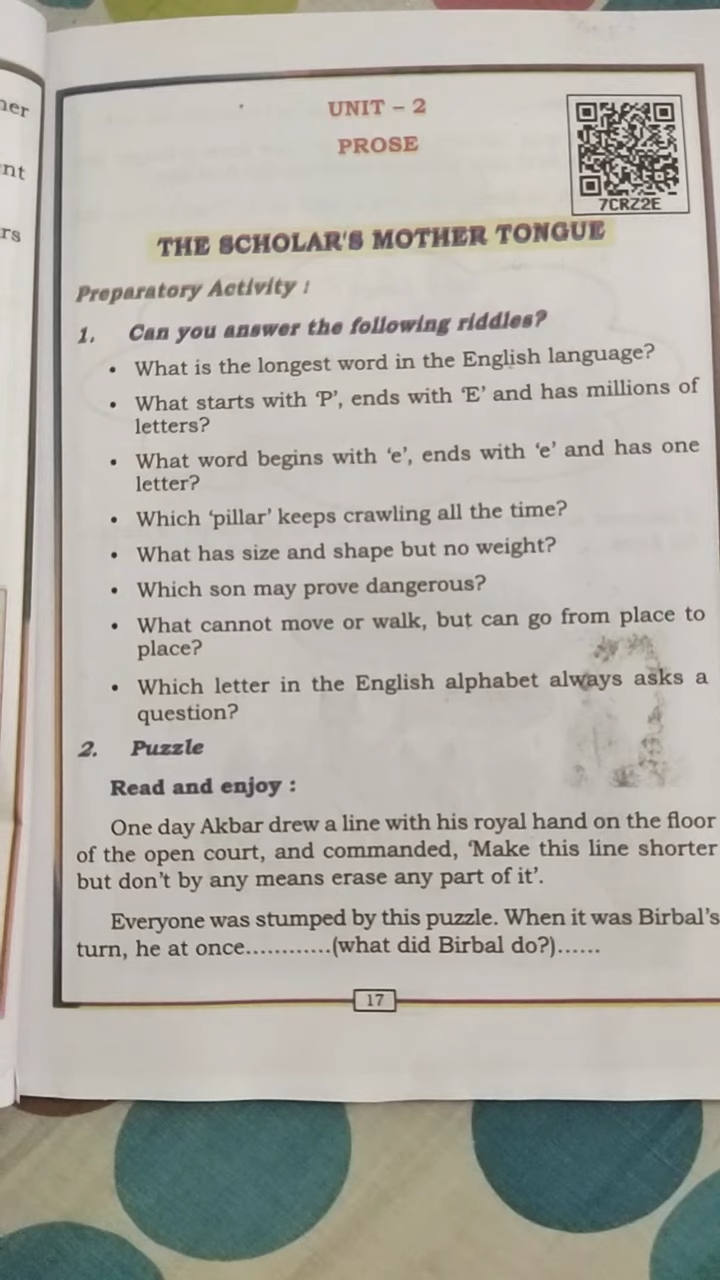 ner
nt
rs
UNIT – 2
PROSE
7CRZ2E
THE SCHOLAR'S MOTHER TONGUE
Preparatory Activity :
1. Can you answer the following riddles?
• What is the longest word in the English language?
• What starts with 'P', ends with 'E' and has millions of
letters?
• What word begins with 'e', ends with 'e' and has one
letter?
• Which 'pillar' keeps crawling all the time?
• What has size and shape but no weight?
• Which son may prove dangerous?
• What cannot move or walk, but can go from place to
place?
• Which letter in the English alphabet always asks a
question?
2. Puzzle
Read and enjoy :
One day Akbar drew a line with his royal hand on the floor
of the open court, and commanded, 'Make this line shorter
but don't by any means erase any part of it'.
Everyone was stumped by this puzzle. When it was Birbal's
turn, he at once............(what did Birbal do?)......
17